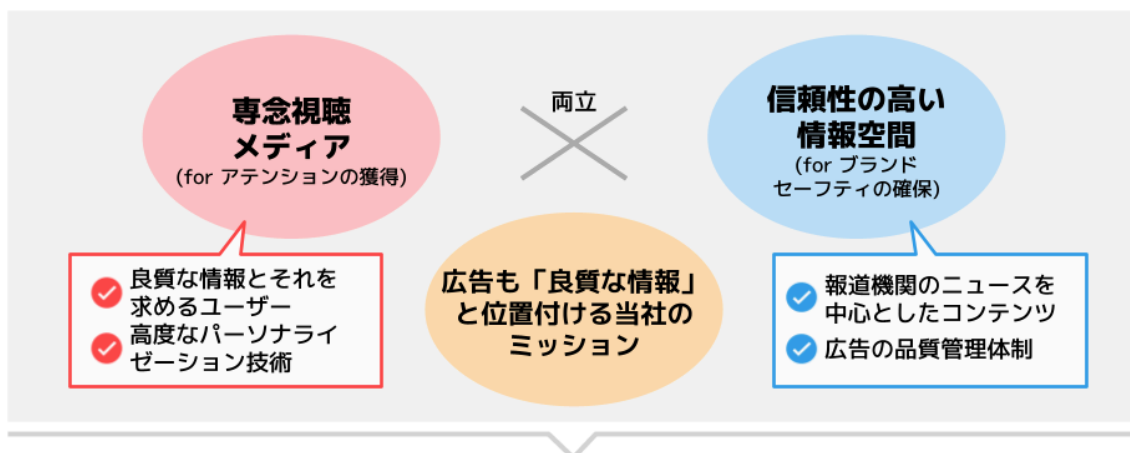 専念視聴
メディア
(for アテンションの獲得)
両立
信頼性の高い
情報空間
(for ブランド
セーフティの確保)
良質な情報とそれを
求めるユーザー
高度なパーソナライ
ゼーション技術
広告も「良質な情報」
と位置付ける当社の
ミッション
報道機関のニュースを
中心としたコンテンツ
広告の品質管理体制